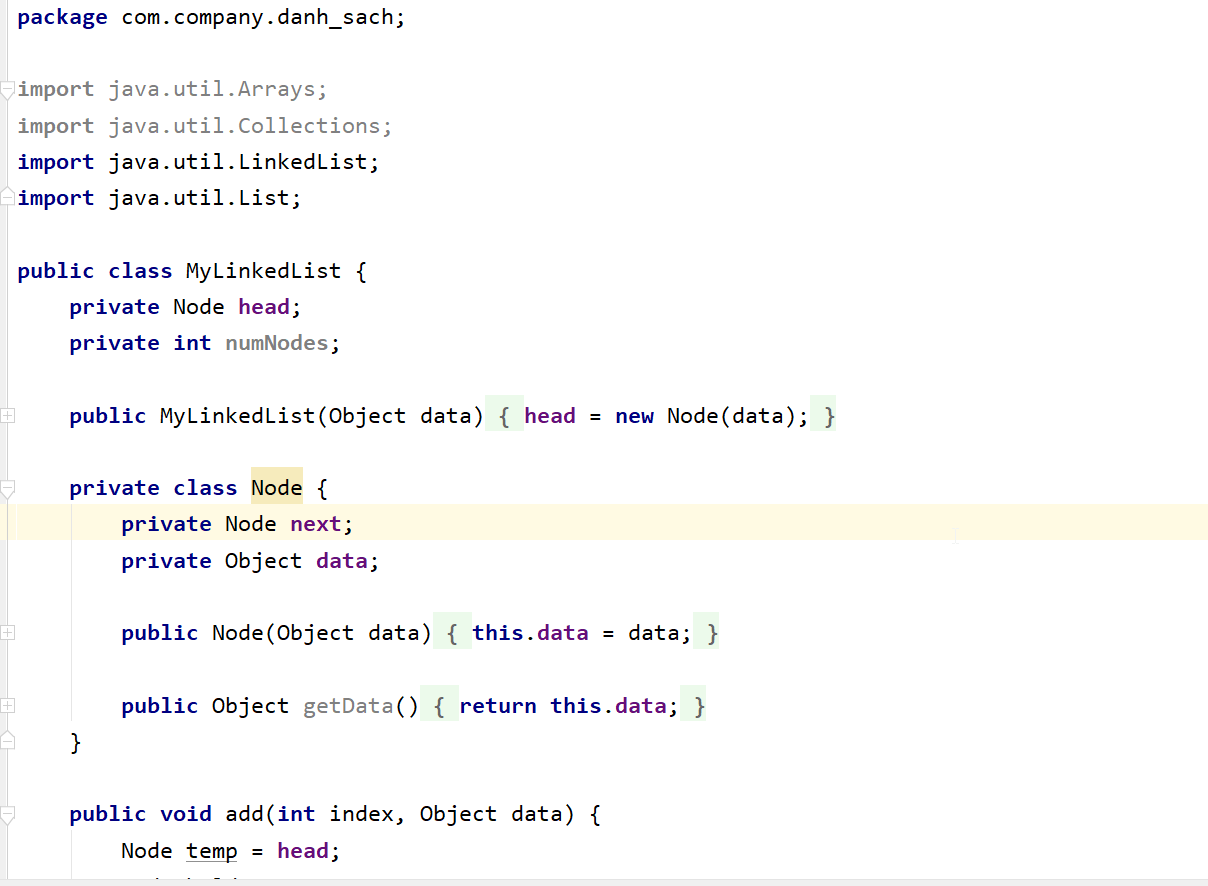 package com.company.danh_sach;
import java.util.Arrays;
import java.util.Collections;
import java.util.LinkedList;
import java.util.List;
public class MyLinkedList {
private Node head;
private int numNodes;
public MyLinkedList(Object data) { head = new Node(data); }
private class Node {
private Node next;
private Object data;
public Node(Object data) { this.data = data; }
public Object getData() { return this.data; }
}
public void add(int index, Object data) {
Node temp = head;